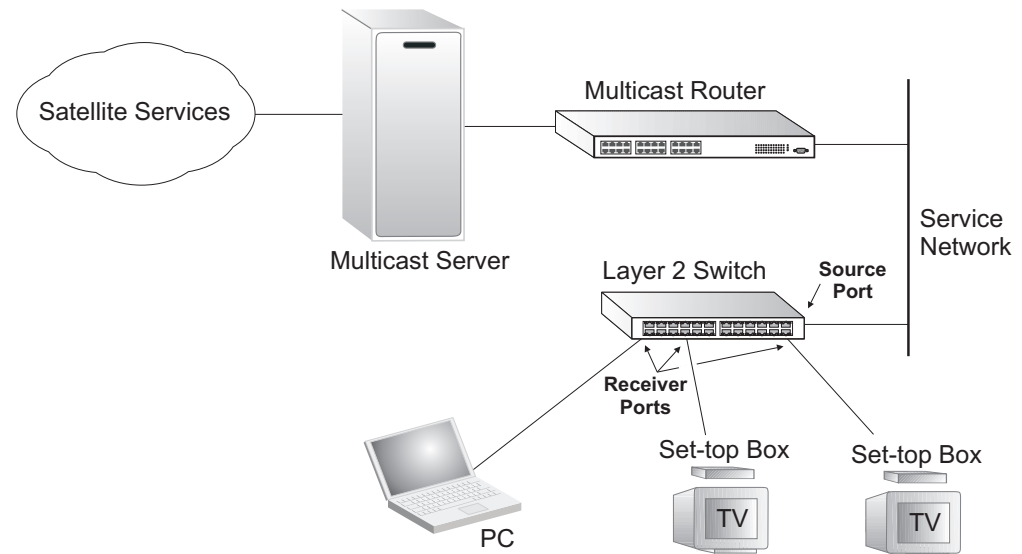 Satellite Services
Multicast Server
Multicast Router
Service
Network
Layer 2 Switch
Source
Port
Receiver
Ports
PC
Set-top Box
TV
Set-top Box
TV